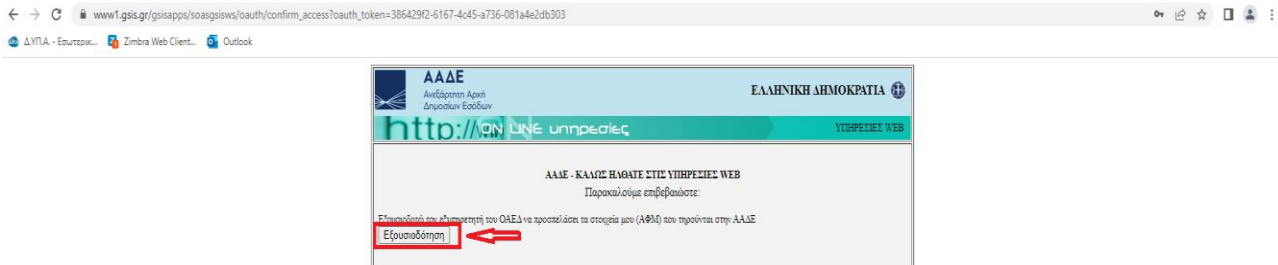 www1.gsis.gr/gsisapps/soasgsisws/oauth/confirm_access?oauth_token=386429f2-6167-4c45-a736-081a4e2db303
Δ.ΥΠ.Α. - Εσωτερικ... Zimbra Web Client... Outlook
ΑΑΔΕ
Ανεξάρτητη Αρχή
Δημοσίων Εσόδων
ΕΛΛΗΝΙΚΗ ΔΗΜΟΚΡΑΤΙΑ
http://www ON LINE υπηρεσίες
ΥΠΗΡΕΣΙΕΣ WEB
ΑΑΔΕ - ΚΑΛΩΣ ΗΛΘΑΤΕ ΣΤΙΣ ΥΠΗΡΕΣΙΕΣ WEB
Παρακαλούμε επιβεβαιώστε:
Εξουσιοδοτώ τον εξυπηρετητή του ΟΑΕΔ να προσπελάσει τα στοιχεία μου (ΑΦΜ) που τηρούνται στην ΑΑΔΕ
Εξουσιοδότηση